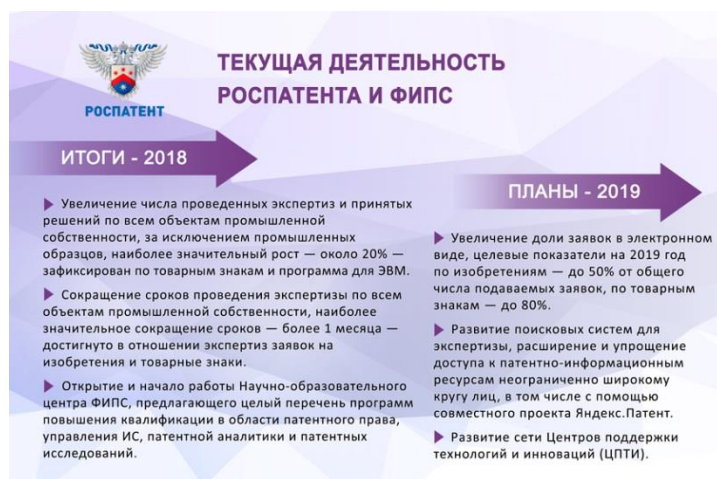 ТЕКУЩАЯ ДЕЯТЕЛЬНОСТЬ
РОСПАТЕНТА И ФИПС
РОСПАТЕНТ
ИТОГИ - 2018
Увеличение числа проведенных экспертиз и принятых
решений по всем объектам промышленной
собственности, за исключением промышленных
образцов, наиболее значительный рост — около 20% —
зафиксирован по товарным знакам и программа для ЭВМ.
Сокращение сроков проведения экспертизы по всем
объектам промышленной собственности, наиболее
значительное сокращение сроков — более 1 месяца —
достигнуто в отношении экспертиз заявок на
изобретения и товарные знаки.
Открытие и начало работы Научно-образовательного
центра ФИПС, предлагающего целый перечень программ
повышения квалификации в области патентного права,
управления ИС, патентной аналитики и патентных
исследований.
ПЛАНЫ - 2019
Увеличение доли заявок в электронном
виде, целевые показатели на 2019 год
по изобретениям — до 50% от общего
числа подаваемых заявок, по товарным
знакам — до 80%.
Развитие поисковых систем для
экспертизы, расширение и упрощение
доступа к патентно-информационным
ресурсам неограниченно широкому
кругу лиц, в том числе с помощью
совместного проекта Яндекс.Патент.
Развитие сети Центров поддержки
технологий и инноваций (ЦПТИ).